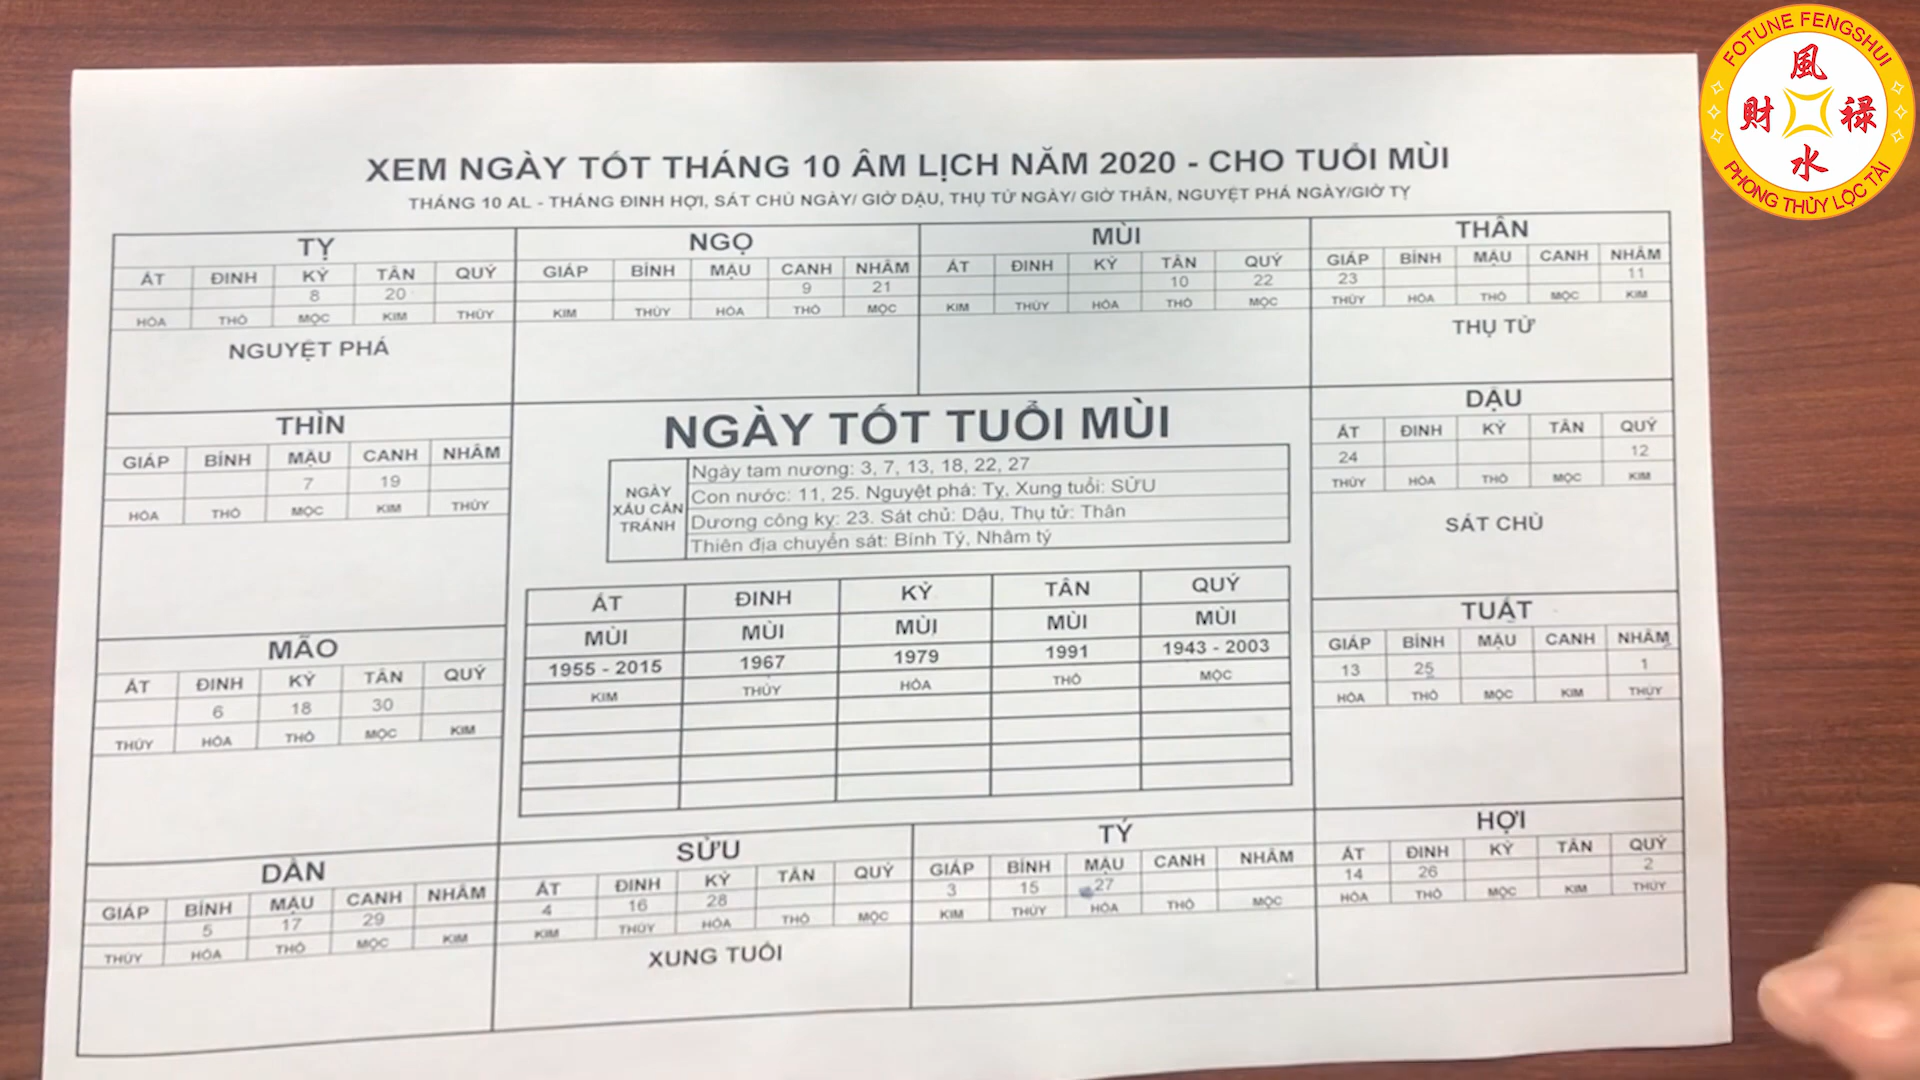 FOTUNE FENGSHUI
風
財 禄
水
PHONG THỦY LỘC TÀI
XEM NGÀY TỐT THÁNG 10 ÂM LỊCH NĂM 2020 - CHO TUỔI MÙI
THÁNG 10 AL - THÁNG ĐINH HỢI, SÁT CHỦ NGÀY/ GIỜ DẬU, THỤ TỬ NGÀY/ GIỜ THÂN, NGUYỆT PHÁ NGÀY/GIỜ TỴ
TỴ
ẤT ĐINH KỶ TÂN QUÝ
8 20
HỎA THỔ MỘC KIM THỦY
NGUYỆT PHÁ
NGỌ
GIÁP BÍNH MẬU CANH NHÂM
9 21
KIM THỦY HỎA THỔ MỘC
MÙI
ẤT ĐINH KỶ TÂN QUÝ
10 22
KIM THỦY HỎA THỔ MỘC
THÂN
GIÁP BÍNH MẬU CANH NHÂM
23 11
THỦY HỎA THỔ MỘC KIM
THỤ TỬ
THÌN
GIÁP BÍNH MẬU CANH NHÂM
7 19
HỎA THỔ MỘC KIM THỦY
NGÀY TỐT TUỔI MÙI
NGÀY XẤU CẦN TRÁNH
Ngày tam nương: 3, 7, 13, 18, 22, 27
Con nước: 11, 25. Nguyệt phá: Tỵ, Xung tuổi: SỬU
Dương công kỵ: 23. Sát chủ: Dậu, Thụ tử: Thân
Thiên địa chuyển sát: Bính Tý, Nhâm tý
ẤT ĐINH KỶ TÂN QUÝ
MÙI MÙI MÙI MÙI MÙI
1955 - 2015 1967 1979 1991 1943 - 2003
KIM THỦY HỎA THỔ MỘC
DẬU
ẤT ĐINH KỶ TÂN QUÝ
24 12
THỦY HỎA THỔ MỘC KIM
SÁT CHỦ
MÃO
ẤT ĐINH KỶ TÂN QUÝ
6 18 30
THỦY HỎA THỔ MỘC KIM
TUẤT
GIÁP BÍNH MẬU CANH NHÂM
13 25 1
HỎA THỔ MỘC KIM THỦY
DẦN
GIÁP BÍNH MẬU CANH NHÂM
5 17 29
THỦY HỎA THỔ MỘC KIM
SỬU
ẤT ĐINH KỶ TÂN QUÝ
4 16 28
KIM THỦY HỎA THỔ MỘC
XUNG TUỔI
TÝ
GIÁP BÍNH MẬU CANH NHÂM
3 15 27
KIM THỦY HỎA THỔ MỘC
HỢI
ẤT ĐINH KỶ TÂN QUÝ
14 26 2
HỎA THỔ MỘC KIM THỦY